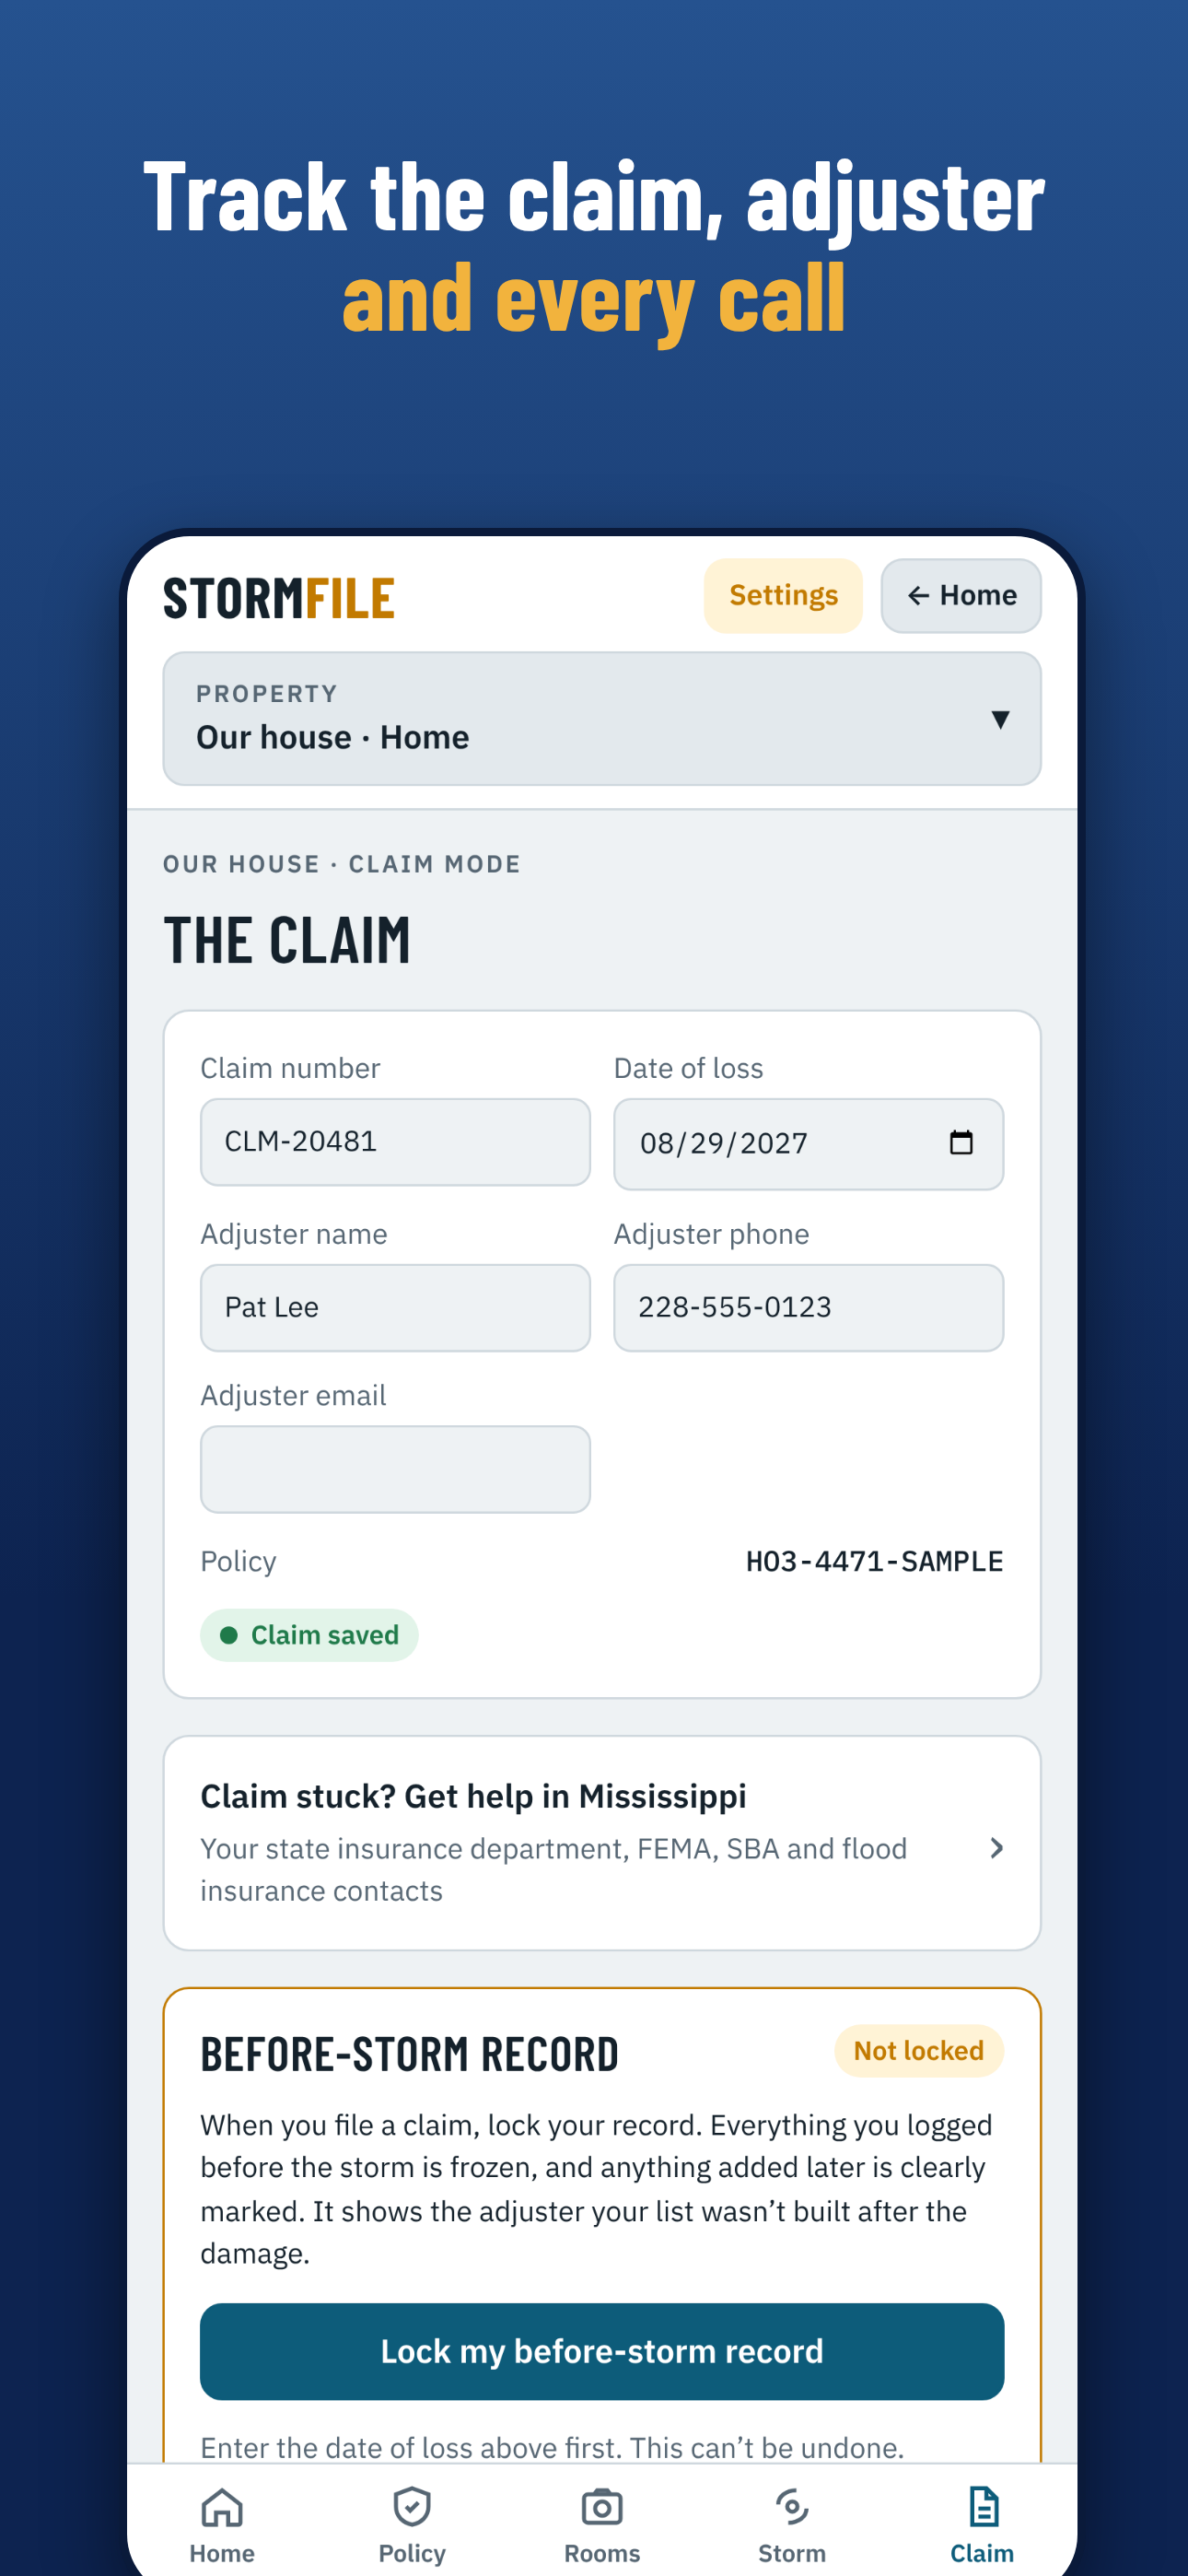 Track the claim, adjuster
and every call
STORMFILE
Settings
← Home
PROPERTY
Our house · Home
▼
OUR HOUSE · CLAIM MODE
THE CLAIM
Claim number
Date of loss
CLM-20481
08/29/2027
Adjuster name
Adjuster phone
Pat Lee
228-555-0123
Adjuster email
Policy
HO3-4471-SAMPLE
Claim saved
Claim stuck? Get help in Mississippi
Your state insurance department, FEMA, SBA and flood
insurance contacts
›
BEFORE-STORM RECORD
Not locked
When you file a claim, lock your record. Everything you logged
before the storm is frozen, and anything added later is clearly
marked. It shows the adjuster your list wasn’t built after the
damage.
Lock my before-storm record
Enter the date of loss above first. This can’t be undone.
Home
Policy
Rooms
Storm
Claim